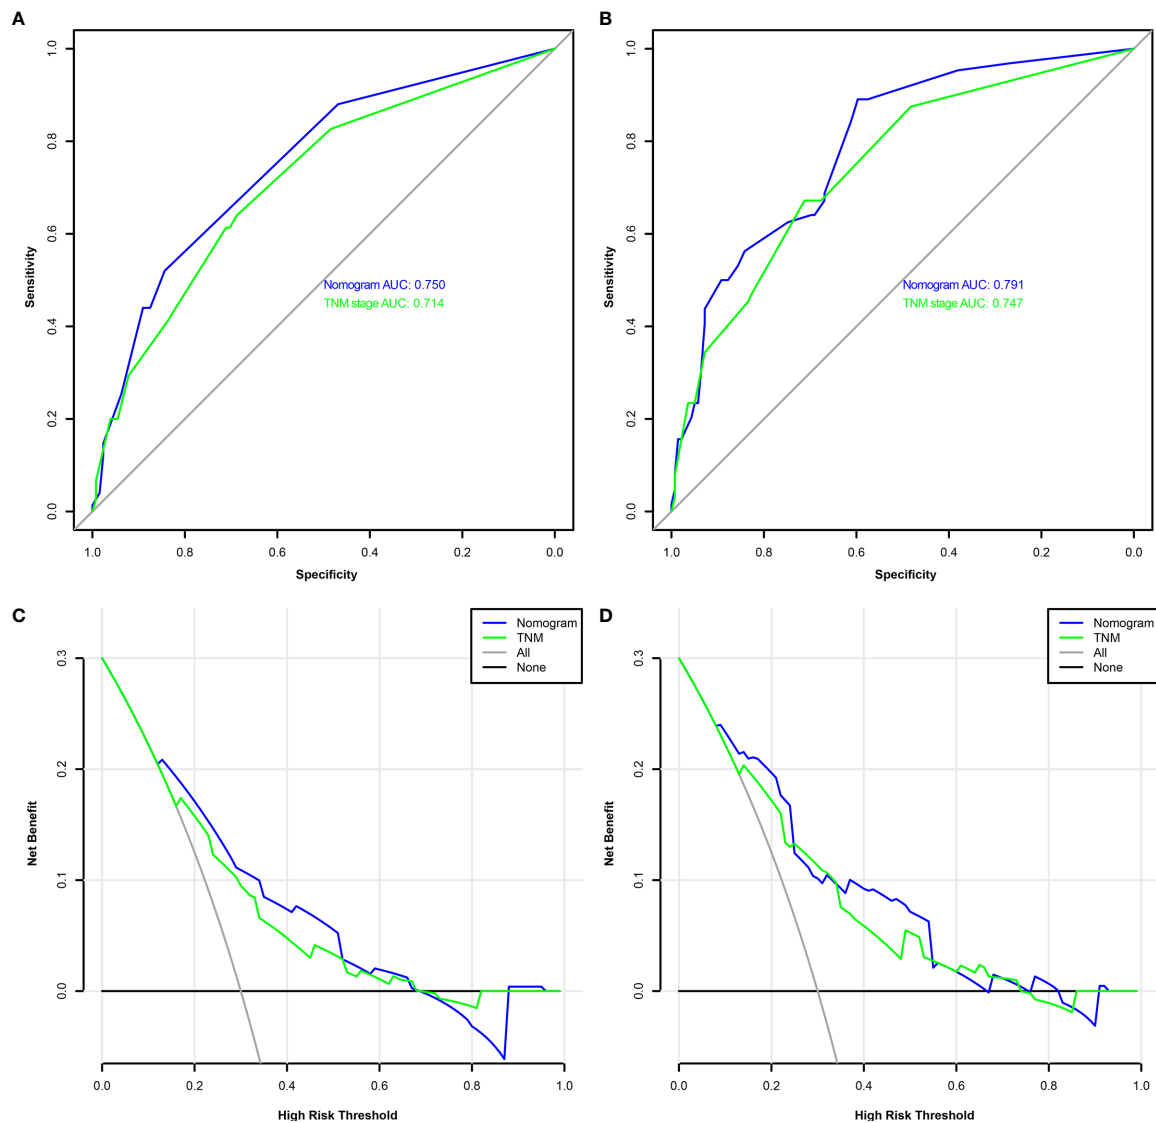 A
1.0
0.8
0.6
0.4
0.2
0.0
Sensitivity
Nomogram AUC: 0.750
TNM stage AUC: 0.714
1.0 0.8 0.6 0.4 0.2 0.0
Specificity
B
1.0
0.8
0.6
0.4
0.2
0.0
Sensitivity
Nomogram AUC: 0.791
TNM stage AUC: 0.747
1.0 0.8 0.6 0.4 0.2 0.0
Specificity
C
Nomogram
TNM
All
None
0.3
0.2
0.1
0.0
Net Benefit
0.0 0.2 0.4 0.6 0.8 1.0
High Risk Threshold
D
Nomogram
TNM
All
None
0.3
0.2
0.1
0.0
Net Benefit
0.0 0.2 0.4 0.6 0.8 1.0
High Risk Threshold